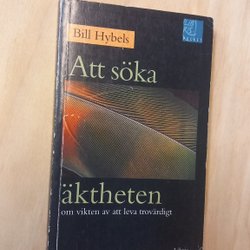 Bill Hybels
Att söka
äktheten
om vikten av att leva trovärdigt